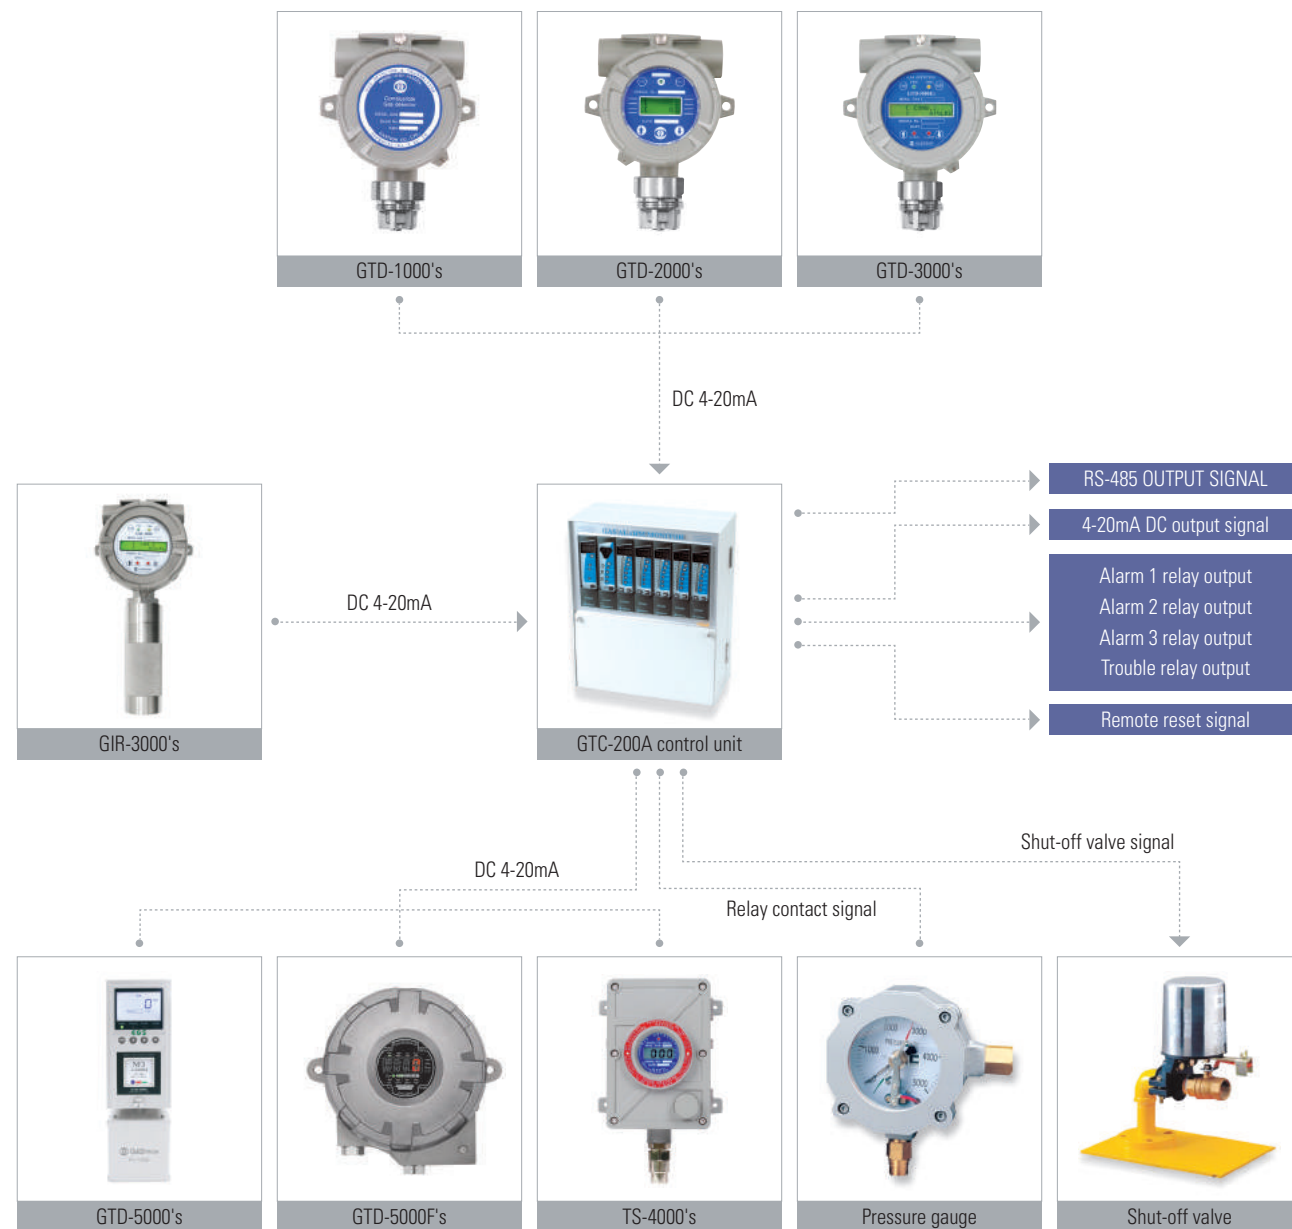 GTD-1000's
GTD-2000's
GTD-3000's
DC 4-20mA
RS-485 OUTPUT SIGNAL
4-20mA DC output signal
Alarm 1 relay output
Alarm 2 relay output
Alarm 3 relay output
Trouble relay output
Remote reset signal
DC 4-20mA
GIR-3000's
GTC-200A control unit
Shut-off valve signal
DC 4-20mA
Relay contact signal
GTD-5000's
GTD-5000F's
TS-4000's
Pressure gauge
Shut-off valve